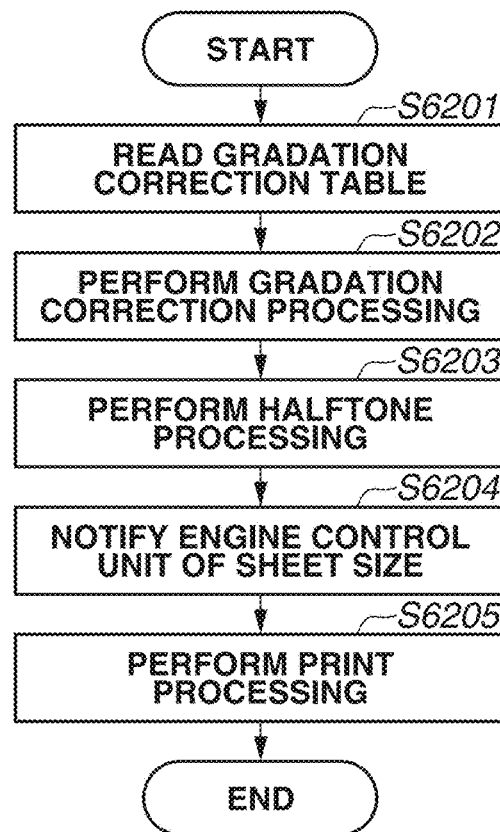 START
S6201
READ GRADATION
CORRECTION TABLE
S6202
PERFORM GRADATION
CORRECTION PROCESSING
S6203
PERFORM HALFTONE
PROCESSING
S6204
NOTIFY ENGINE CONTROL
UNIT OF SHEET SIZE
S6205
PERFORM PRINT
PROCESSING
END